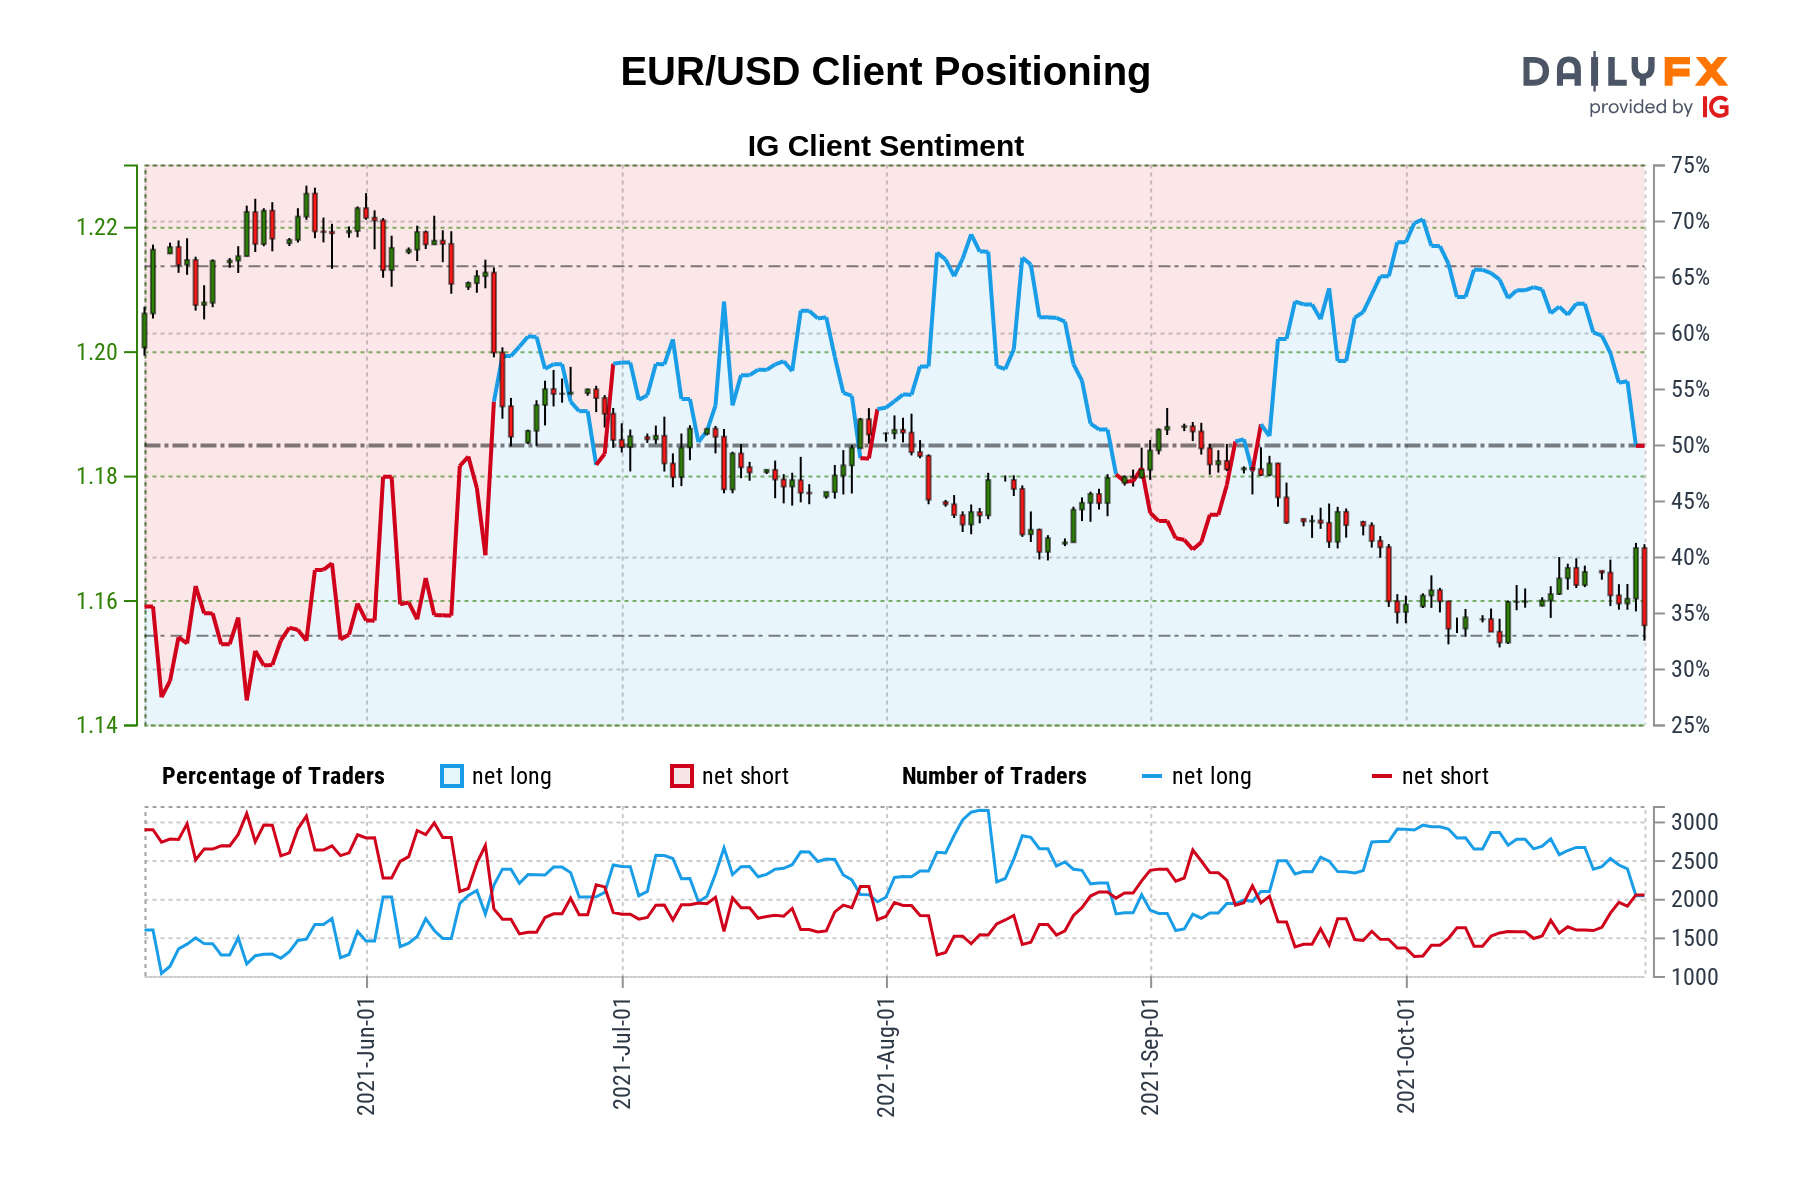 EUR/USD Client Positioning
DAILYFX
provided by IG
IG Client Sentiment
1.22
1.20
1.18
1.16
1.14
75%
70%
65%
60%
55%
50%
45%
40%
35%
30%
25%
Percentage of Traders net long net short Number of Traders net long net short
3000
2500
2000
1500
1000
2021-Jun-01
2021-Jul-01
2021-Aug-01
2021-Sep-01
2021-Oct-01